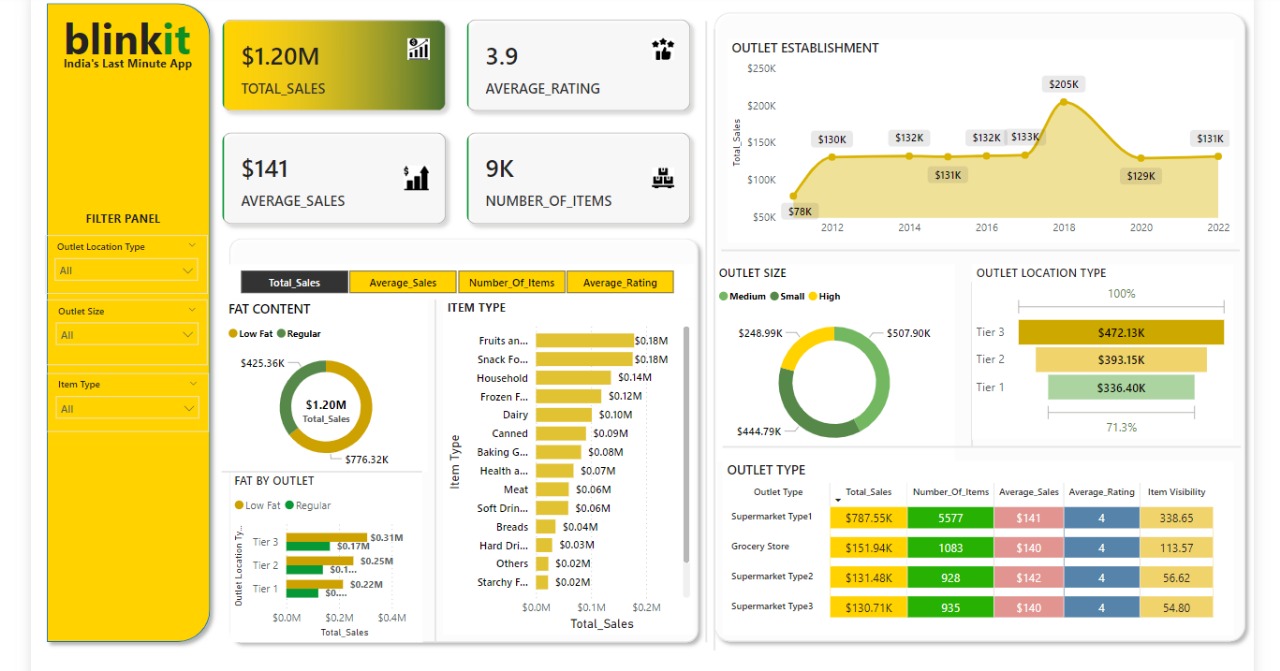 blinkit
India's Last Minute App
FILTER PANEL
Outlet Location Type
All
Outlet Size
All
Item Type
All
$1.20M
TOTAL_SALES
3.9
AVERAGE_RATING
$141
AVERAGE_SALES
9K
NUMBER_OF_ITEMS
Total_Sales Average_Sales Number_Of_Items Average_Rating
FAT CONTENT
Low Fat Regular
$425.36K
$1.20M
Total_Sales
$776.32K
FAT BY OUTLET
Low Fat Regular
Outlet Location Ty...
Tier 3 $0.31M
$0.17M
Tier 2 $0.25M
$0.1...
Tier 1 $0.22M
$0....
$0.0M $0.2M $0.4M
Total_Sales
ITEM TYPE
Item Type
Fruits an... $0.18M
Snack Fo... $0.18M
Household $0.14M
Frozen F... $0.12M
Dairy $0.10M
Canned $0.09M
Baking G... $0.08M
Health a... $0.07M
Meat $0.06M
Soft Drin... $0.06M
Breads $0.04M
Hard Dri... $0.03M
Others $0.02M
Starchy F... $0.02M
$0.0M $0.1M $0.2M
Total_Sales
OUTLET ESTABLISHMENT
Total_Sales
$250K
$200K
$150K
$100K
$50K
$78K $130K $132K $131K $132K $133K $205K $129K $131K
2012 2014 2016 2018 2020 2022
OUTLET SIZE
Medium Small High
$248.99K
$507.90K
$444.79K
OUTLET LOCATION TYPE
100%
Tier 3 $472.13K
Tier 2 $393.15K
Tier 1 $336.40K
71.3%
OUTLET TYPE
Outlet Type Total_Sales Number_Of_Items Average_Sales Average_Rating Item Visibility
Supermarket Type1 $787.55K 5577 $141 4 338.65
Grocery Store $151.94K 1083 $140 4 113.57
Supermarket Type2 $131.48K 928 $142 4 56.62
Supermarket Type3 $130.71K 935 $140 4 54.80